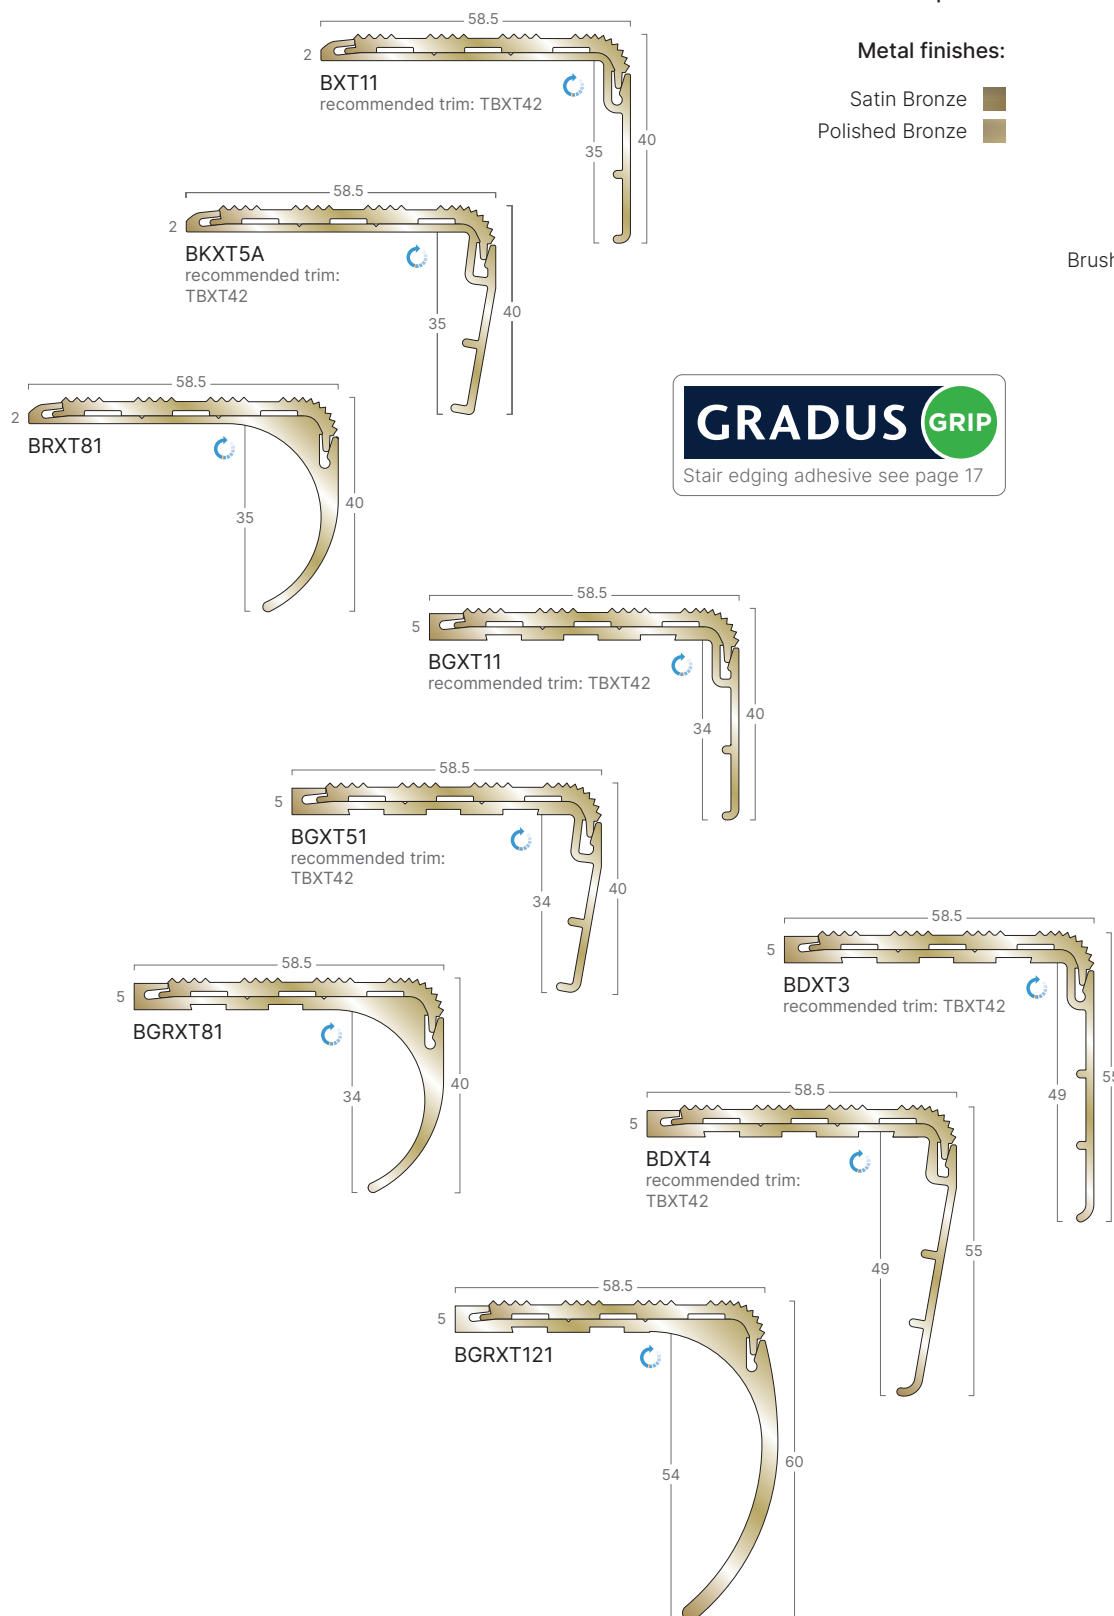 58.5
2
BXT11
recommended trim: TBXT42
35
40
Metal finishes:
Satin Bronze
Polished Bronze
58.5
2
BKXT5A
recommended trim:
TBXT42
35
40
Brush
58.5
2
BRXT81
35
40
GRADUS GRIP
Stair edging adhesive see page 17
58.5
5
BGXT11
recommended trim: TBXT42
34
40
58.5
5
BGXT51
recommended trim:
TBXT42
34
40
58.5
5
BDXT3
recommended trim: TBXT42
49
55
58.5
5
BGRXT81
34
40
58.5
5
BDXT4
recommended trim:
TBXT42
49
55
58.5
5
BGRXT121
54
60